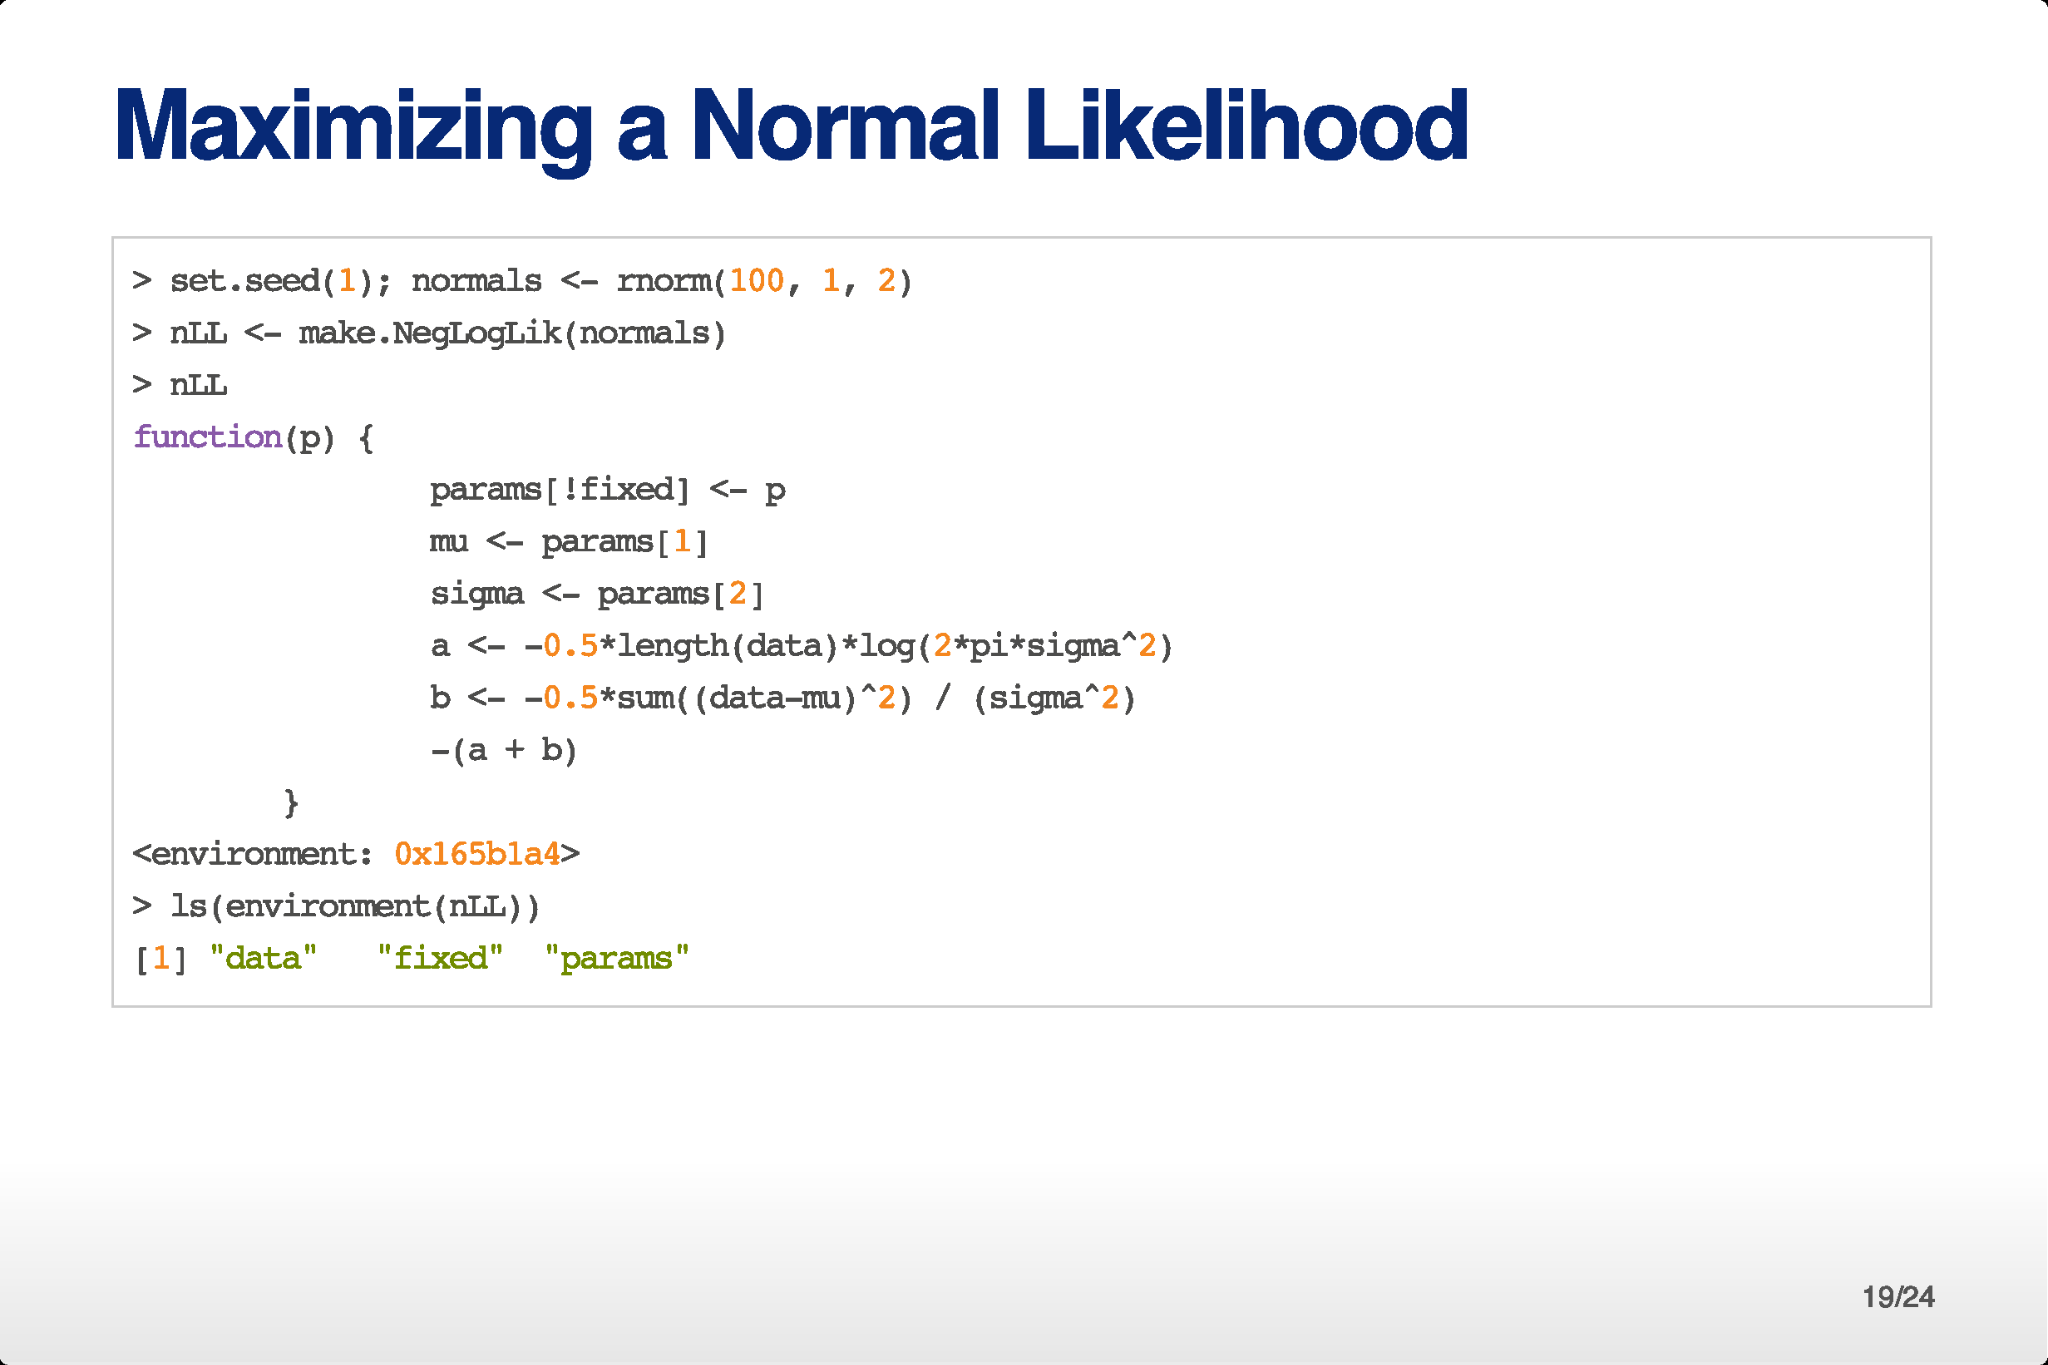 Maximizing a Normal Likelihood
> set.seed(1); normals <- rnorm(100, 1, 2)
> nLL <- make.NegLogLik(normals)
> nLL
function(p) {
                params[!fixed] <- p
                mu <- params[1]
                sigma <- params[2]
                a <- -0.5*length(data)*log(2*pi*sigma^2)
                b <- -0.5*sum((data-mu)^2) / (sigma^2)
                -(a + b)
        }
<environment: 0x165b1a4>
> ls(environment(nLL))
[1] "data"   "fixed"  "params"
19/24